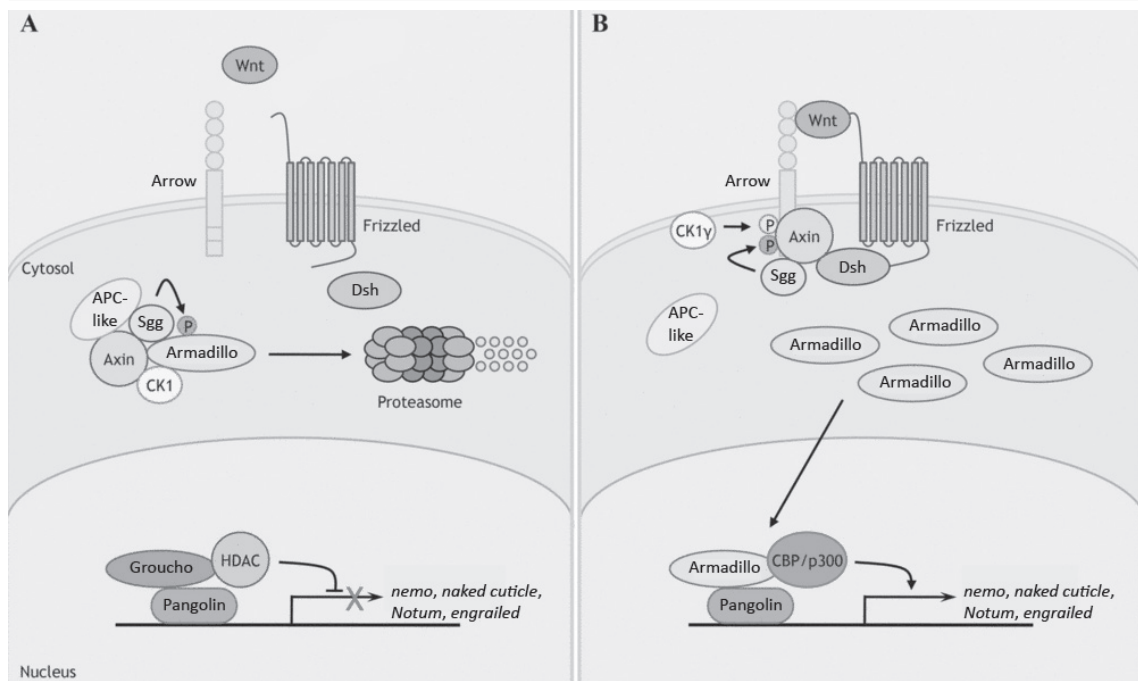 A
Wnt
Arrow
Frizzled
Cytosol
Dsh
APC-
like
Sgg
P
Axin
Armadillo
CK1
Proteasome
Groucho
HDAC
Pangolin
nemo, naked cuticle,
Notum, engrailed
Nucleus
B
Wnt
Arrow
Frizzled
CK1γ
P
P
Axin
Sgg
Dsh
APC-
like
Armadillo
Armadillo
Armadillo
Armadillo
Armadillo
CBP/p300
Pangolin
nemo, naked cuticle,
Notum, engrailed